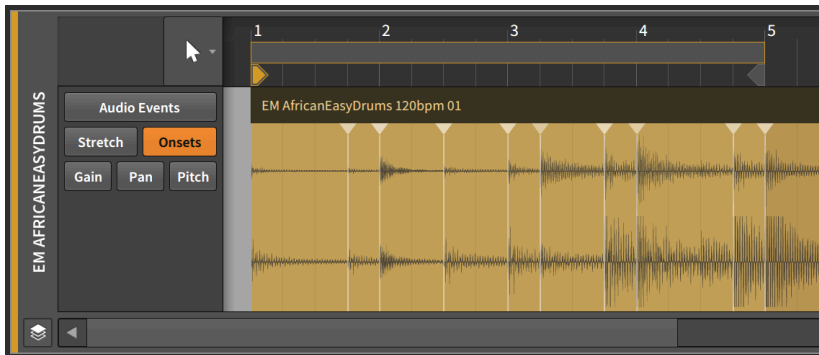 1 2 3 4 5
EM AFRICANEASYDRUMS
Audio Events
EM AfricanEasyDrums 120bpm 01
Stretch Onsets
Gain Pan Pitch